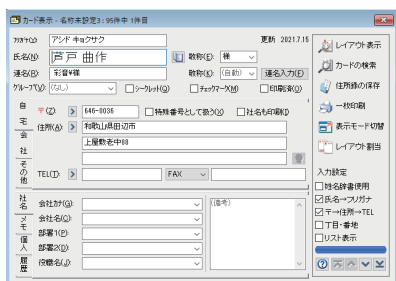 カード表示 - 名称未設定3 : 95件中 1件目
フリガナ(X) アシド キョクサク 更新 2021.7.15
氏名(N) 芦戸 曲作 敬称(E): 様
連名(R) 彩音¥様 敬称(K): (自動) 連名入力(F)
グループ(V): (なし) シークレット(Q) チェックマーク(M) 印刷済(O)
自宅
会社
その他
〒(Z) 646-0036 特殊番号として扱う(X) 社名も印刷(D)
住所(A) 和歌山県田辺市
上屋敷老中88
TEL(T): FAX
社名
メモ
個人
履歴
会社カナ(G): (備考)
会社名(C):
部署1(P):
部署2(D):
役職名(J):
レイアウト表示
カードの検索
住所録の保存
一枚印刷
表示モード切替
レイアウト割当
入力設定
姓名辞書使用
氏名→フリガナ
〒→住所→TEL
丁目・番地
リスト表示